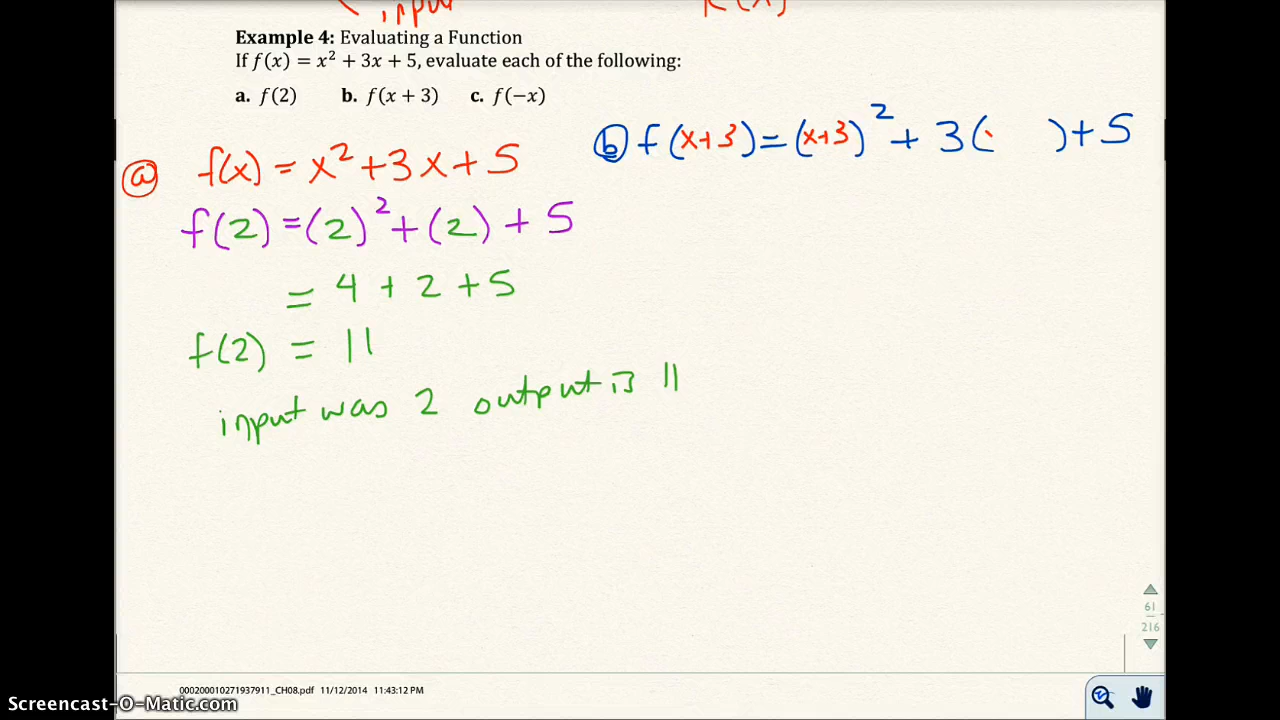 input
k(x)
Example 4: Evaluating a Function
If f(x) = x² + 3x + 5, evaluate each of the following:
a. f(2) b. f(x + 3) c. f(−x)
(a) f(x) = x² + 3x + 5
f(2) = (2)² + (2) + 5
= 4 + 2 + 5
f(2) = 11
input was 2 output is 11
(b) f(x+3) = (x+3)² + 3( ) + 5
61
216
000200010271937911_CH08.pdf 11/12/2014 11:43:12 PM
Screencast-O-Matic.com